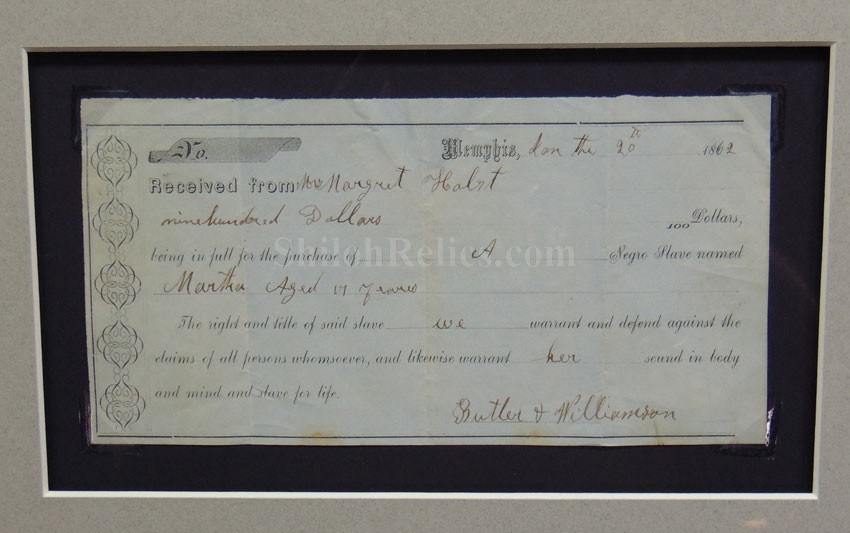 No. Memphis, Jan the 20th 1862
Received from Mrs Margret Holst
ninehundred Dollars 100 Dollars,
being in full for the purchase of A Negro Slave named
Martha Aged 17 Years
The right and title of said slave we warrant and defend against the
claims of all persons whomsoever, and likewise warrant her sound in body
and mind and slave for life.
Butler & Williamson
ShilohRelics.com